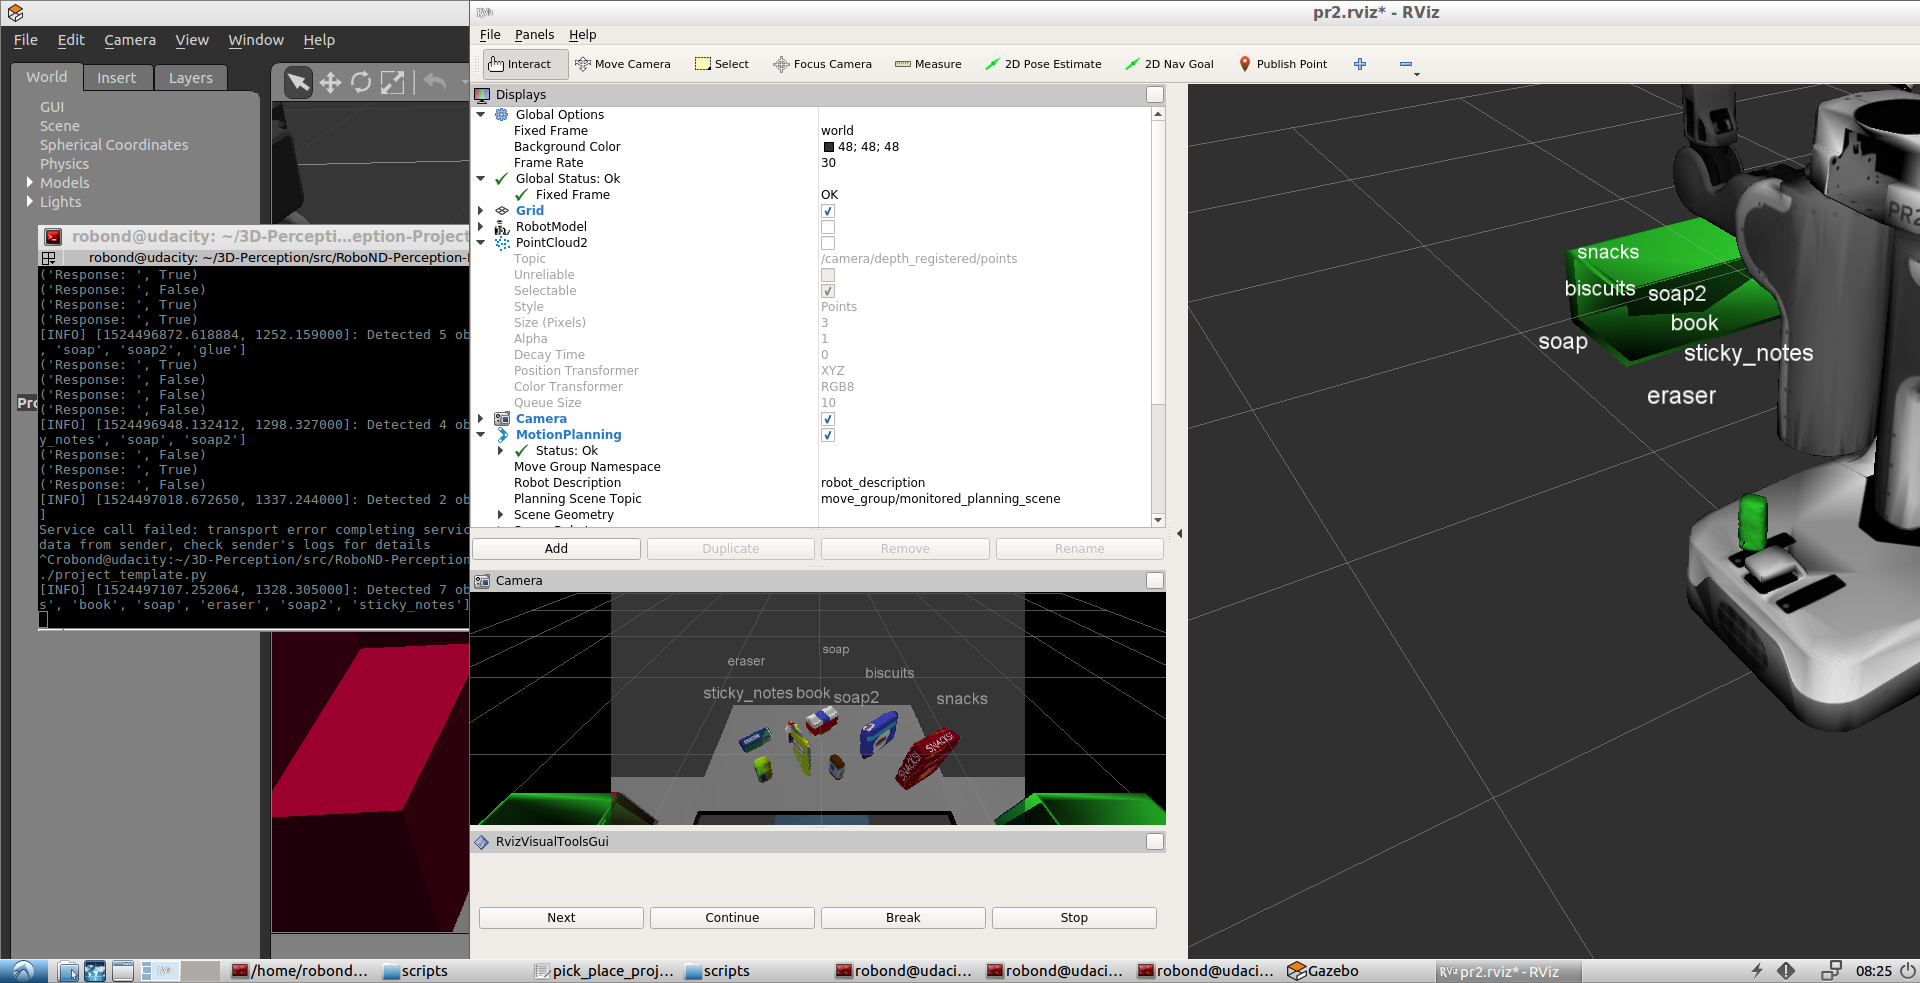 pr2.rviz* - RViz
File Edit Camera View Window Help
File Panels Help
Interact Move Camera Select Focus Camera Measure 2D Pose Estimate 2D Nav Goal Publish Point
World Insert Layers
GUI
Scene
Spherical Coordinates
Physics
Models
Lights
Displays
Global Options
Fixed Frame world
Background Color 48; 48; 48
Frame Rate 30
Global Status: Ok
Fixed Frame OK
Grid
RobotModel
PointCloud2
Topic /camera/depth_registered/points
Unreliable
Selectable
Style Points
Size (Pixels) 3
Alpha 1
Decay Time 0
Position Transformer XYZ
Color Transformer RGB8
Queue Size 10
Camera
MotionPlanning
Status: Ok
Move Group Namespace
Robot Description robot_description
Planning Scene Topic move_group/monitored_planning_scene
Scene Geometry
Add Duplicate Remove Rename
robond@udacity: ~/3D-Percepti...eption-Project
robond@udacity: ~/3D-Perception/src/RoboND-Perception-
('Response: ', True)
('Response: ', False)
('Response: ', True)
('Response: ', True)
[INFO] [1524496872.618884, 1252.159000]: Detected 5 ob
, 'soap', 'soap2', 'glue']
('Response: ', True)
('Response: ', False)
('Response: ', False)
('Response: ', False)
[INFO] [1524496948.132412, 1298.327000]: Detected 4 ob
y_notes', 'soap', 'soap2']
('Response: ', False)
('Response: ', True)
('Response: ', False)
[INFO] [1524497018.672650, 1337.244000]: Detected 2 ob
]
Service call failed: transport error completing servic
data from sender, check sender's logs for details
^Crobond@udacity:~/3D-Perception/src/RoboND-Perception
./project_template.py
[INFO] [1524497107.252064, 1328.305000]: Detected 7 ob
s', 'book', 'soap', 'eraser', 'soap2', 'sticky_notes']
Pro
Camera
soap
eraser
biscuits
sticky_notes book soap2 snacks
SNACKS!
SNACKS!
RvizVisualToolsGui
Next Continue Break Stop
snacks
biscuits soap2
book
soap
sticky_notes
eraser
PR2
/home/robond... scripts pick_place_proj... scripts robond@udaci... robond@udaci... robond@udaci... Gazebo pr2.rviz* - RViz 08:25